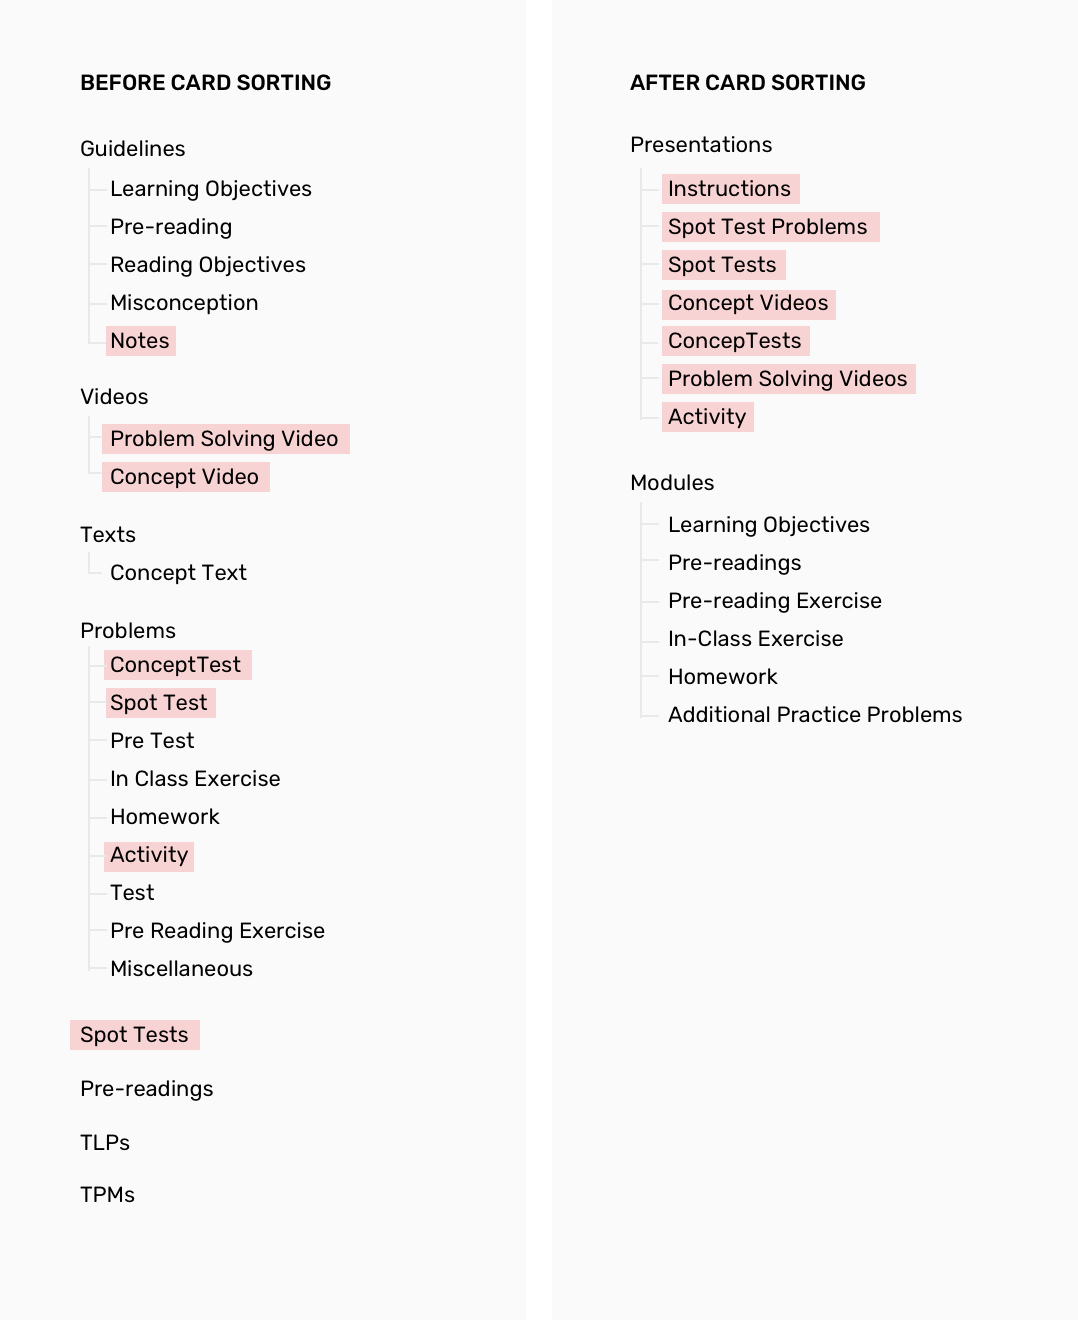 BEFORE CARD SORTING
Guidelines
Learning Objectives
Pre-reading
Reading Objectives
Misconception
Notes
Videos
Problem Solving Video
Concept Video
Texts
Concept Text
Problems
ConceptTest
Spot Test
Pre Test
In Class Exercise
Homework
Activity
Test
Pre Reading Exercise
Miscellaneous
Spot Tests
Pre-readings
TLPs
TPMs
AFTER CARD SORTING
Presentations
Instructions
Spot Test Problems
Spot Tests
Concept Videos
ConcepTests
Problem Solving Videos
Activity
Modules
Learning Objectives
Pre-readings
Pre-reading Exercise
In-Class Exercise
Homework
Additional Practice Problems